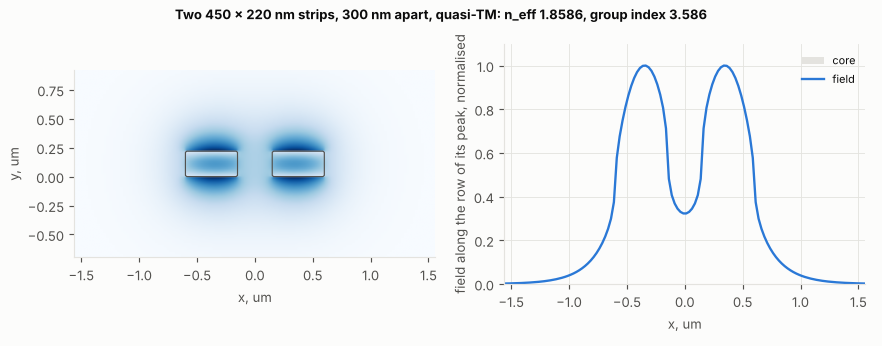 Two 450 × 220 nm strips, 300 nm apart, quasi-TM: n_eff 1.8586, group index 3.586
y, um
0.75
0.50
0.25
0.00
−0.25
−0.50
−1.5 −1.0 −0.5 0.0 0.5 1.0 1.5
x, um
field along the row of its peak, normalised
1.0
0.8
0.6
0.4
0.2
0.0
core
field
−1.5 −1.0 −0.5 0.0 0.5 1.0 1.5
x, um